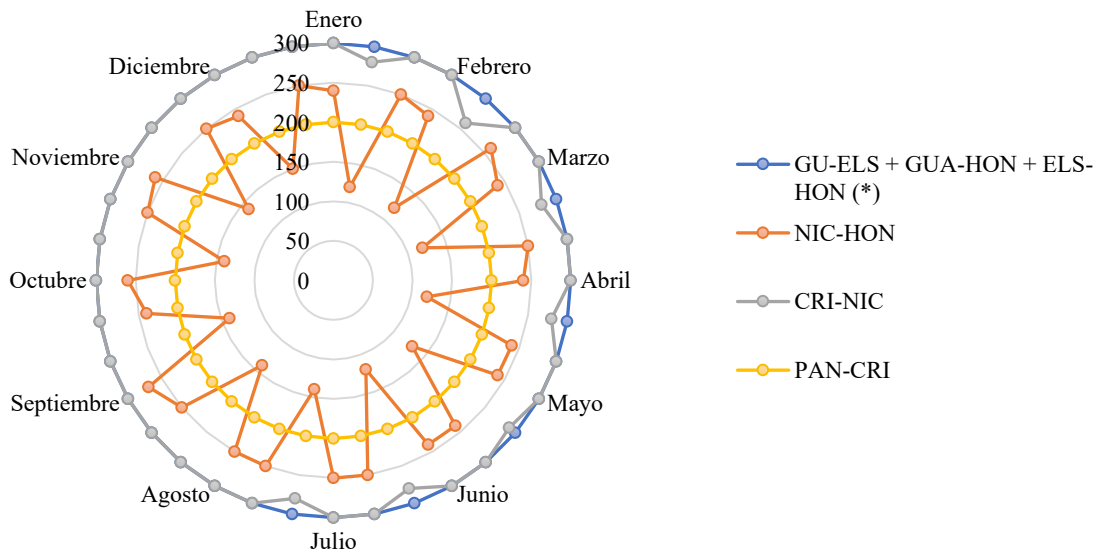 Enero
Febrero
Marzo
Abril
Mayo
Junio
Julio
Agosto
Septiembre
Octubre
Noviembre
Diciembre
300
250
200
150
100
50
0
GU-ELS + GUA-HON + ELS-
HON (*)
NIC-HON
CRI-NIC
PAN-CRI